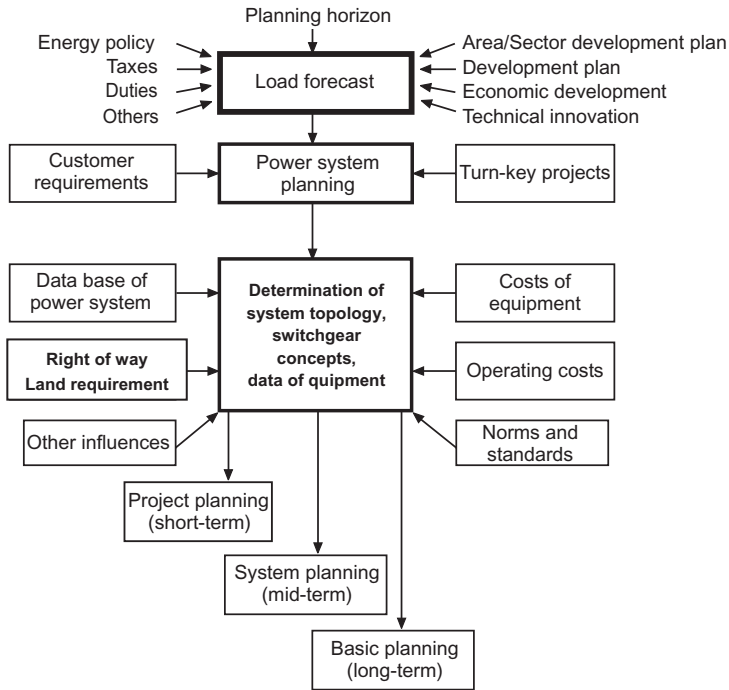 Planning horizon
Energy policy
Taxes
Duties
Others
Load forecast
Area/Sector development plan
Development plan
Economic development
Technical innovation
Customer
requirements
Power system
planning
Turn-key projects
Data base of
power system
Determination of
system topology,
switchgear
concepts,
data of quipment
Costs of
equipment
Right of way
Land requirement
Operating costs
Other influences
Norms and
standards
Project planning
(short-term)
System planning
(mid-term)
Basic planning
(long-term)